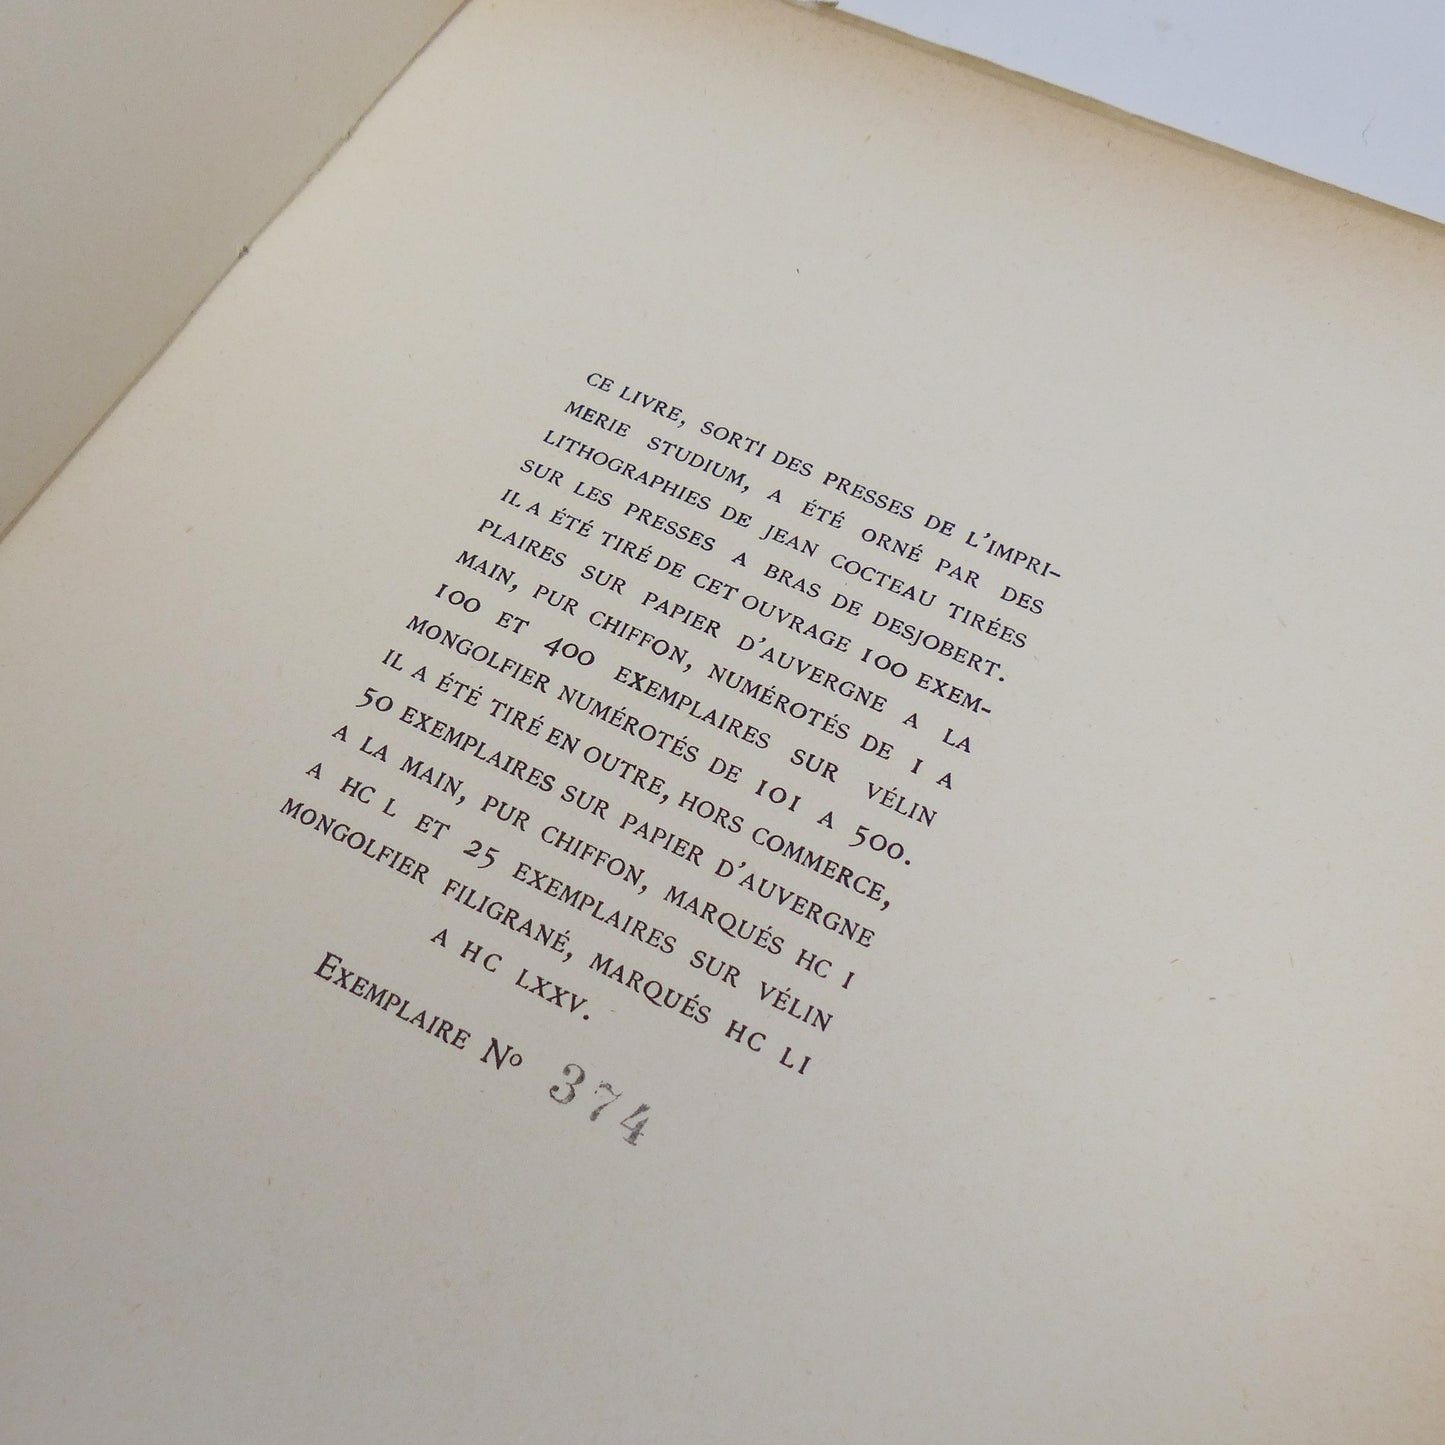 CE LIVRE, SORTI DES PRESSES DE L'IMPRI-
MERIE STUDIUM, A ÉTÉ ORNÉ PAR DES
LITHOGRAPHIES DE JEAN COCTEAU TIRÉES
SUR LES PRESSES A BRAS DE DESJOBERT.
IL A ÉTÉ TIRÉ DE CET OUVRAGE 100 EXEM-
PLAIRES SUR PAPIER D'AUVERGNE A LA
MAIN, PUR CHIFFON, NUMÉROTÉS DE 1 A
100 ET 400 EXEMPLAIRES SUR VÉLIN
MONGOLFIER NUMÉROTÉS DE 101 A 500.
IL A ÉTÉ TIRÉ EN OUTRE, HORS COMMERCE,
50 EXEMPLAIRES SUR PAPIER D'AUVERGNE
A LA MAIN, PUR CHIFFON, MARQUÉS HC I
A HC L ET 25 EXEMPLAIRES SUR VÉLIN
MONGOLFIER FILIGRANÉ, MARQUÉS HC LI
A HC LXXV.
EXEMPLAIRE No 374